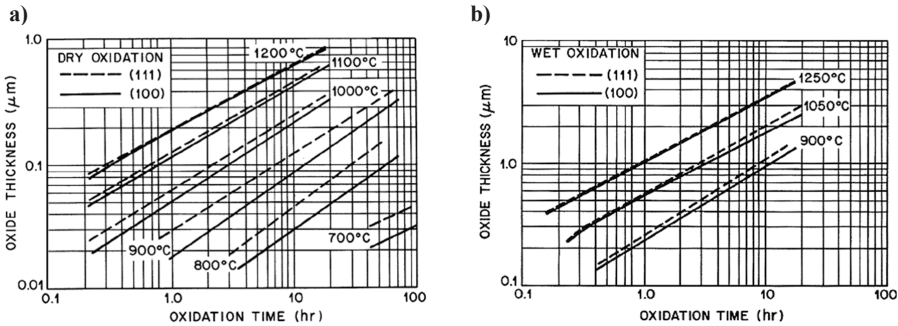 a)
1.0
0.1
0.01
OXIDE THICKNESS (μm)
DRY OXIDATION
(111)
(100)
1200°C
1100°C
1000°C
900°C
800°C
700°C
0.1
1.0
10
100
OXIDATION TIME (hr)
b)
10
1.0
0.1
OXIDE THICKNESS (μm)
WET OXIDATION
(111)
(100)
1250°C
1050°C
900°C
0.1
1.0
10
100
OXIDATION TIME (hr)